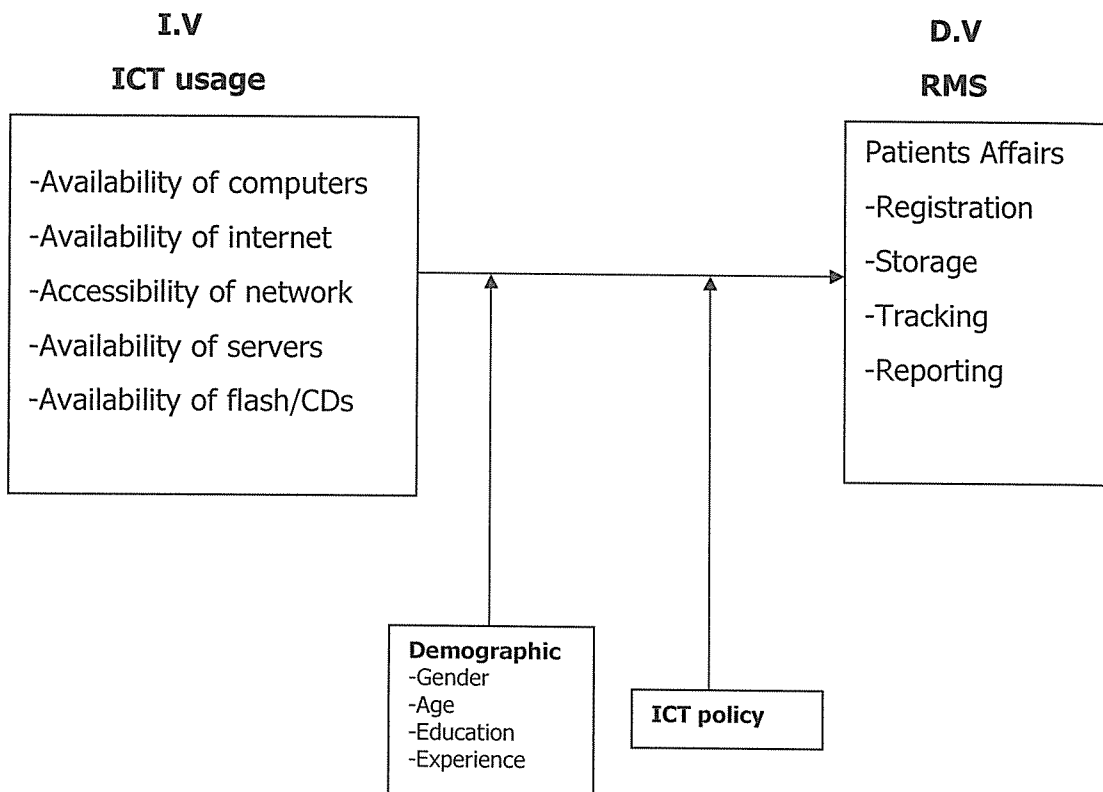 I.V
ICT usage
-Availability of computers
-Availability of internet
-Accessibility of network
-Availability of servers
-Availability of flash/CDs
D.V
RMS
Patients Affairs
-Registration
-Storage
-Tracking
-Reporting
Demographic
-Gender
-Age
-Education
-Experience
ICT policy